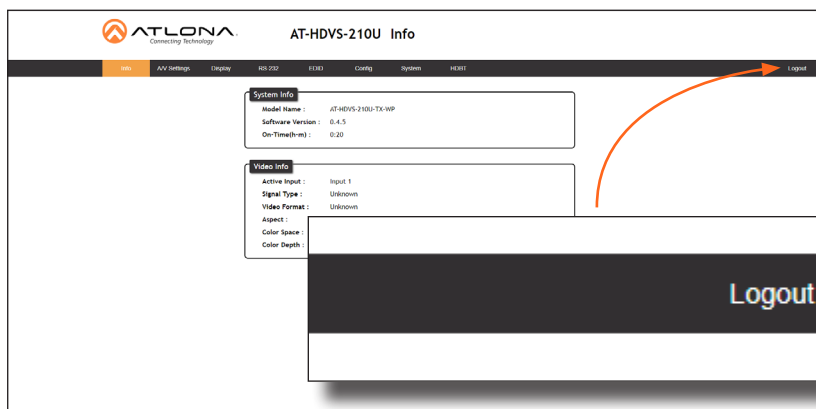 ATLONA.
Connecting Technology
AT-HDVS-210U Info
Info A/V Settings Display RS-232 EDID Config System HDBT Logout
System Info
Model Name : AT-HDVS-210U-TX-WP
Software Version : 0.4.5
On-Time(h-m) : 0:20
Video Info
Active Input : Input 1
Signal Type : Unknown
Video Format : Unknown
Aspect :
Color Space :
Color Depth :
Logout